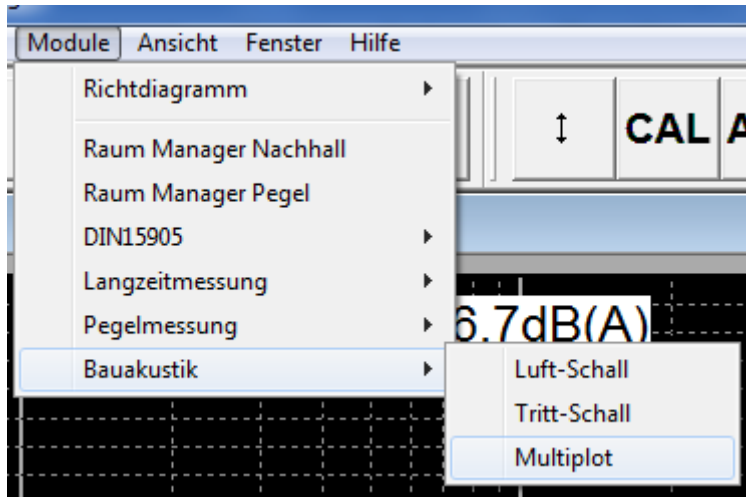 Module Ansicht Fenster Hilfe
Richtdiagramm
CAL
Raum Manager Nachhall
Raum Manager Pegel
DIN15905
Langzeitmessung
Pegelmessung
6.7dB(A)
Bauakustik
Luft-Schall
Tritt-Schall
Multiplot